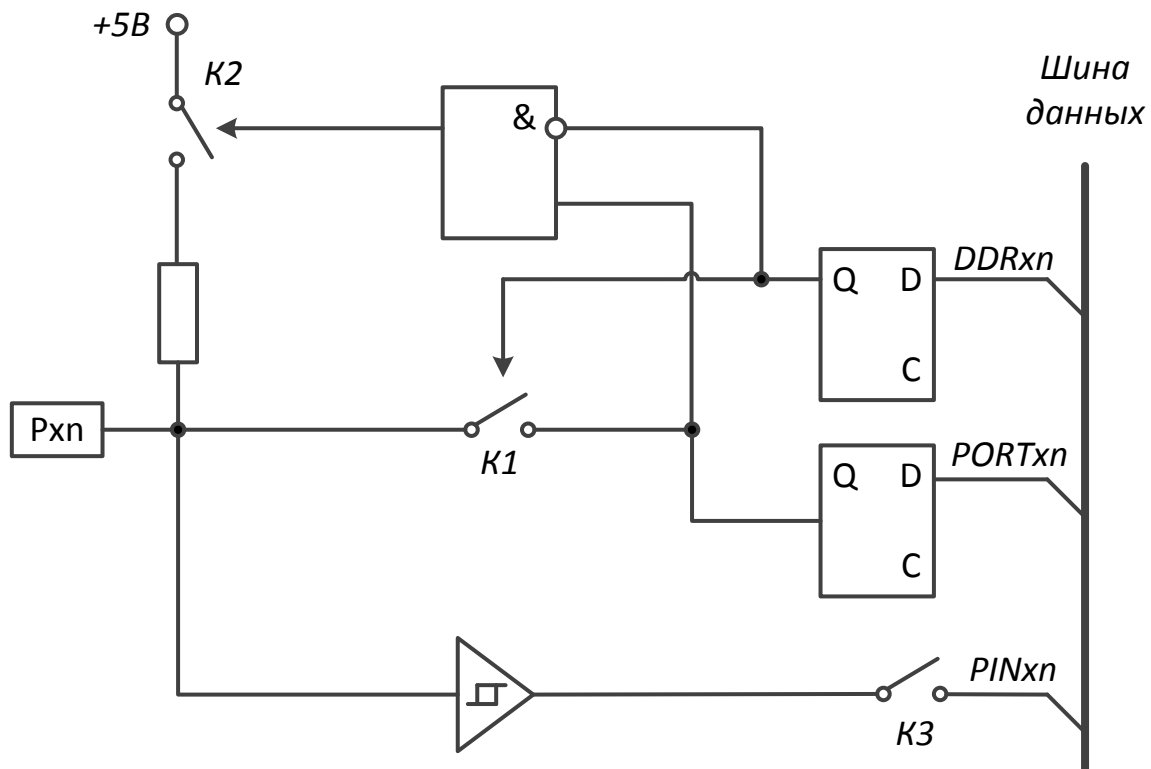 +5В
К2
&
Шина
данных
Q D
DDRxn
C
Pxn
К1
Q D
PORTxn
C
PINxn
К3